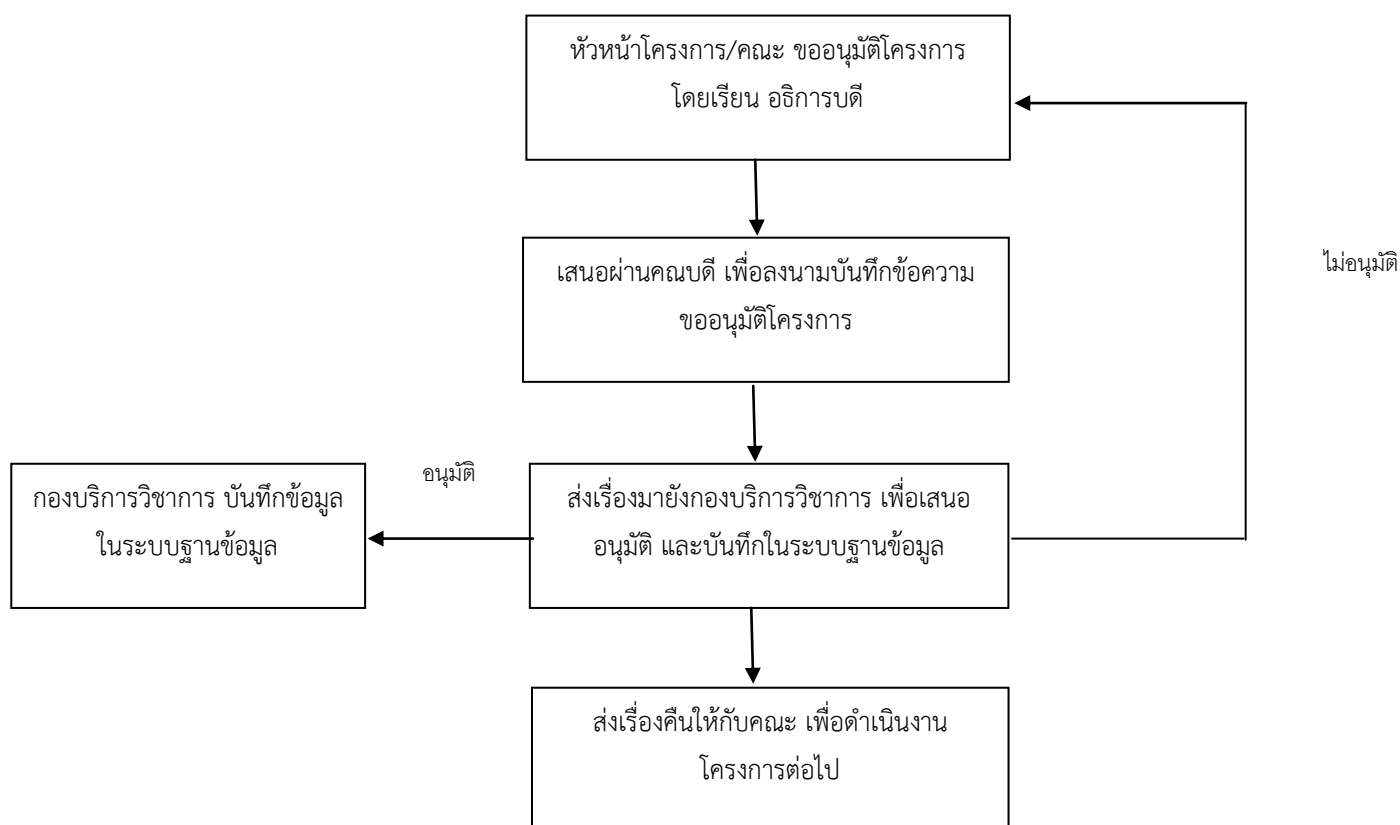 หัวหน้าโครงการ/คณะ ขออนุมัติโครงการ
โดยเรียน อธิการบดี
ไม่อนุมัติ
เสนอผ่านคณบดี เพื่อลงนามบันทึกข้อความ
ขออนุมัติโครงการ
อนุมัติ
กองบริการวิชาการ บันทึกข้อมูล
ในระบบฐานข้อมูล
ส่งเรื่องมายังกองบริการวิชาการ เพื่อเสนอ
อนุมัติ และบันทึกในระบบฐานข้อมูล
ส่งเรื่องคืนให้กับคณะ เพื่อดำเนินงาน
โครงการต่อไป